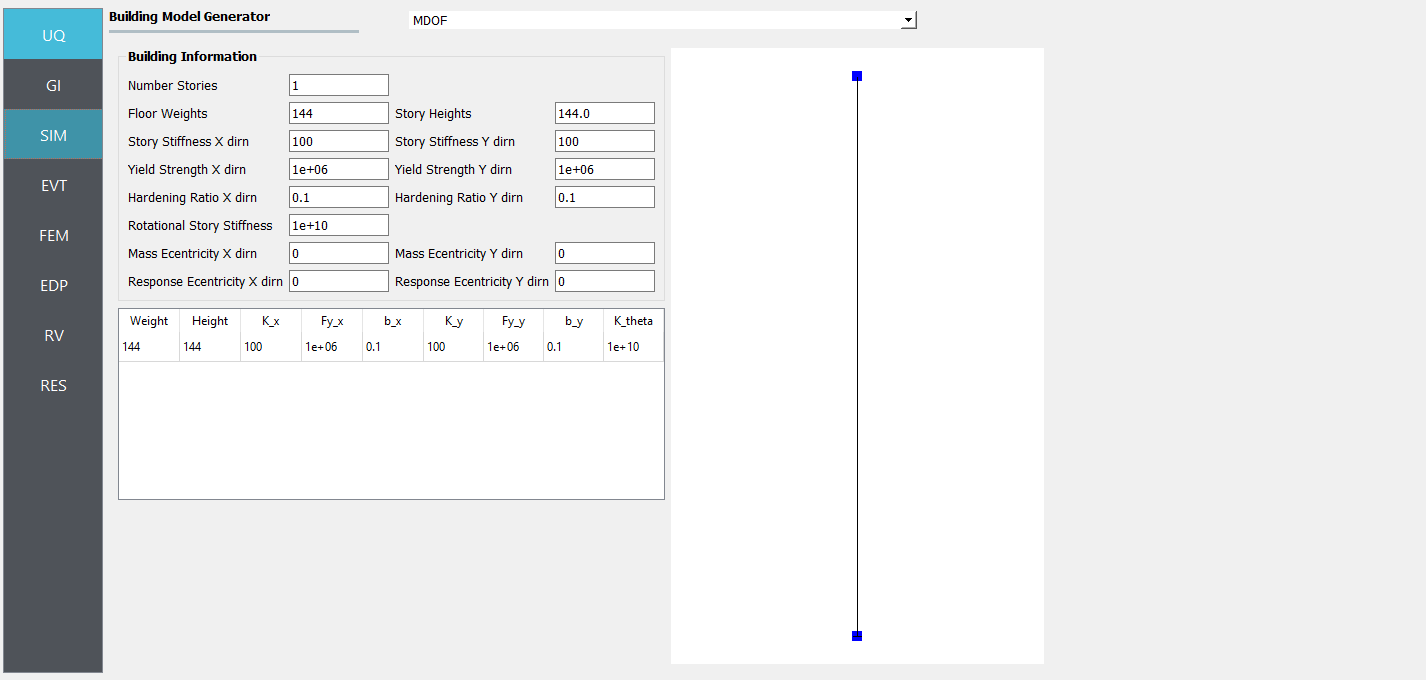 UQ
GI
SIM
EVT
FEM
EDP
RV
RES
Building Model Generator
MDOF
Building Information
Number Stories 1
Floor Weights 144 Story Heights 144.0
Story Stiffness X dirn 100 Story Stiffness Y dirn 100
Yield Strength X dirn 1e+06 Yield Strength Y dirn 1e+06
Hardening Ratio X dirn 0.1 Hardening Ratio Y dirn 0.1
Rotational Story Stiffness 1e+10
Mass Ecentricity X dirn 0 Mass Ecentricity Y dirn 0
Response Ecentricity X dirn 0 Response Ecentricity Y dirn 0
Weight Height K_x Fy_x b_x K_y Fy_y b_y K_theta
144 144 100 1e+06 0.1 100 1e+06 0.1 1e+10